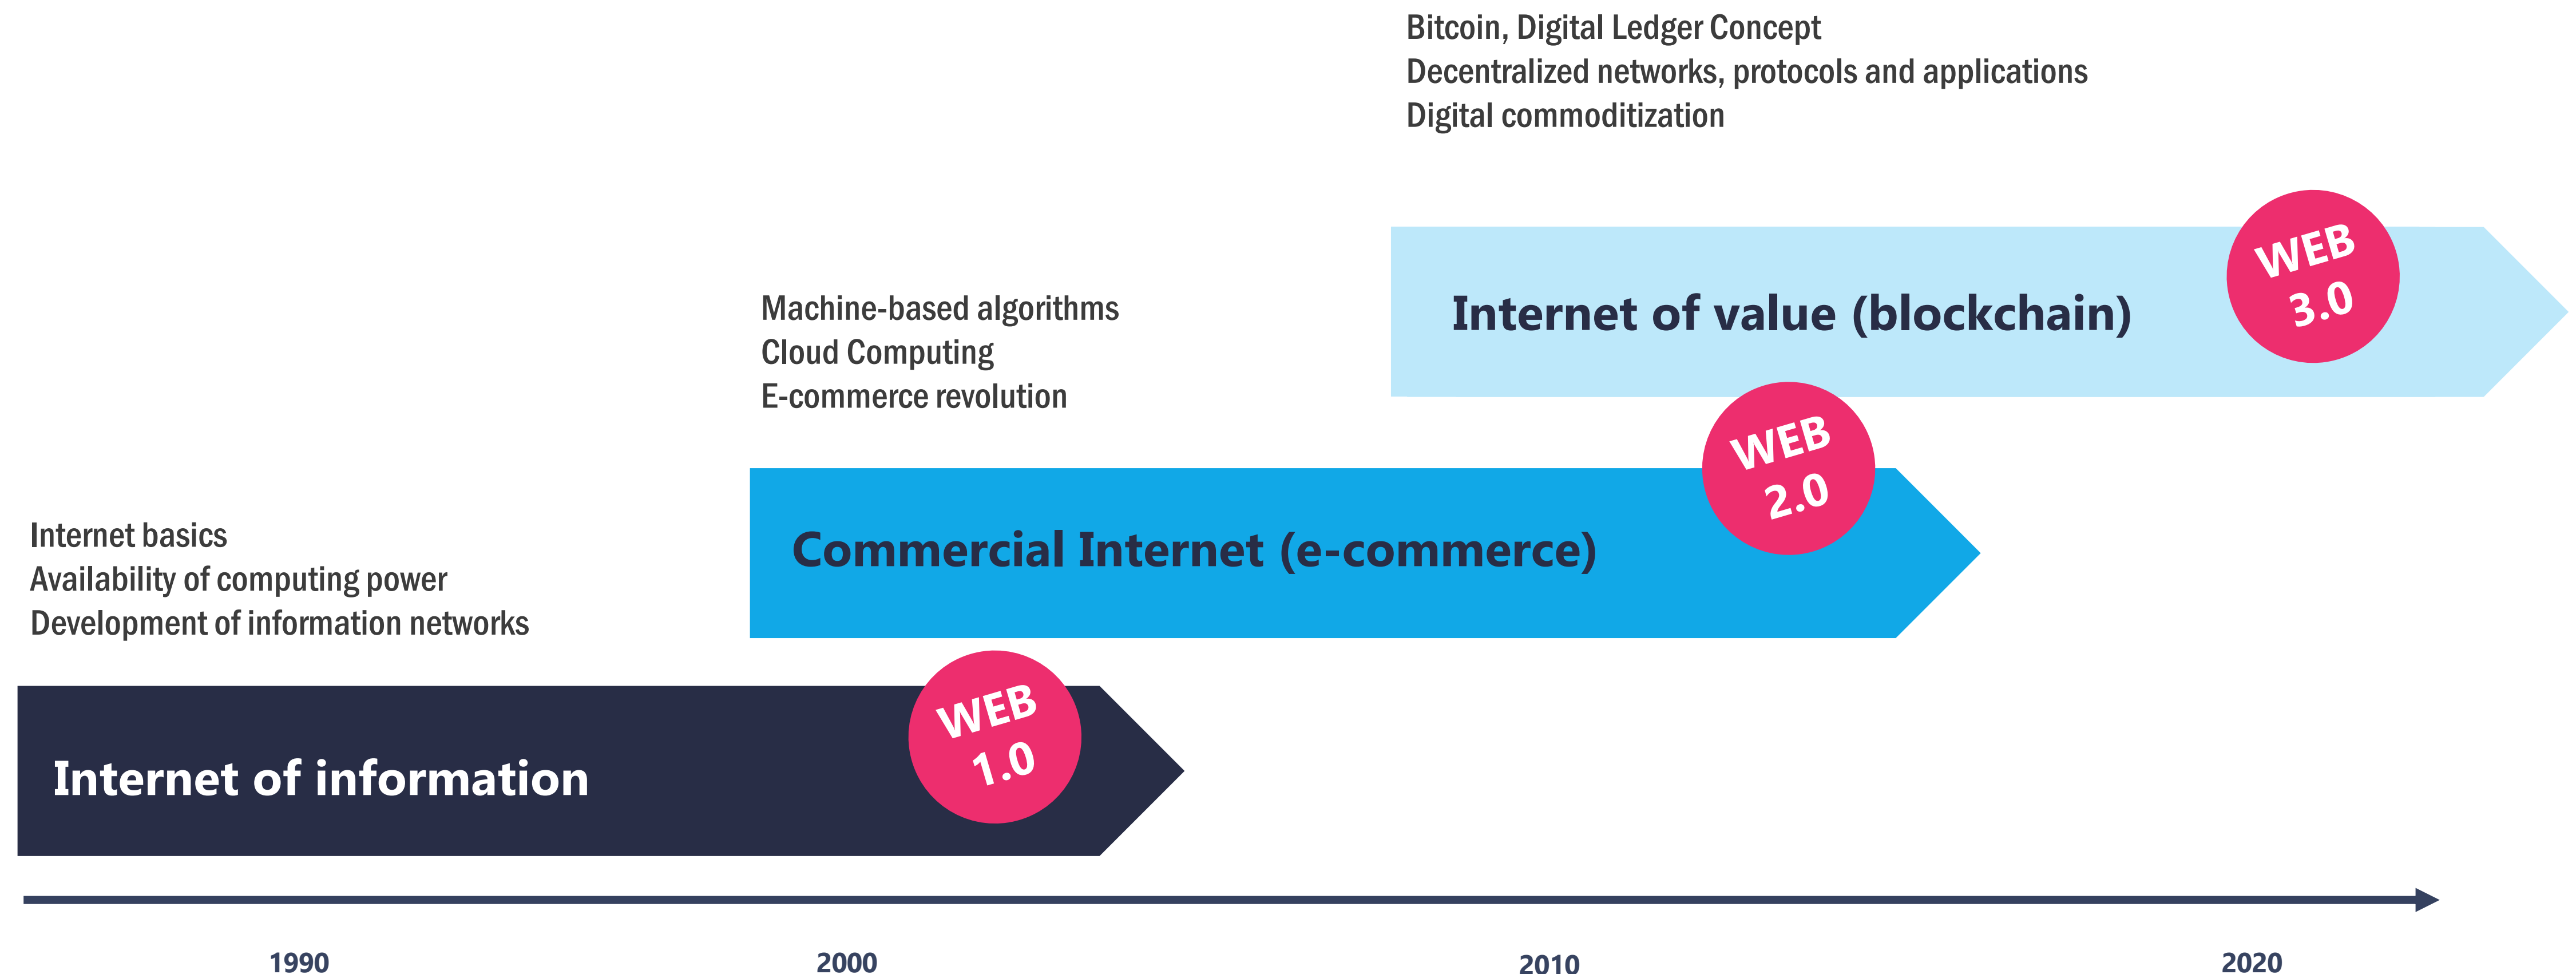 Bitcoin, Digital Ledger Concept
Decentralized networks, protocols and applications
Digital commoditization
WEB
3.0
Internet of value (blockchain)
Machine-based algorithms
Cloud Computing
E-commerce revolution
WEB
2.0
Commercial Internet (e-commerce)
Internet basics
Availability of computing power
Development of information networks
WEB
1.0
Internet of information
1990
2000
2010
2020